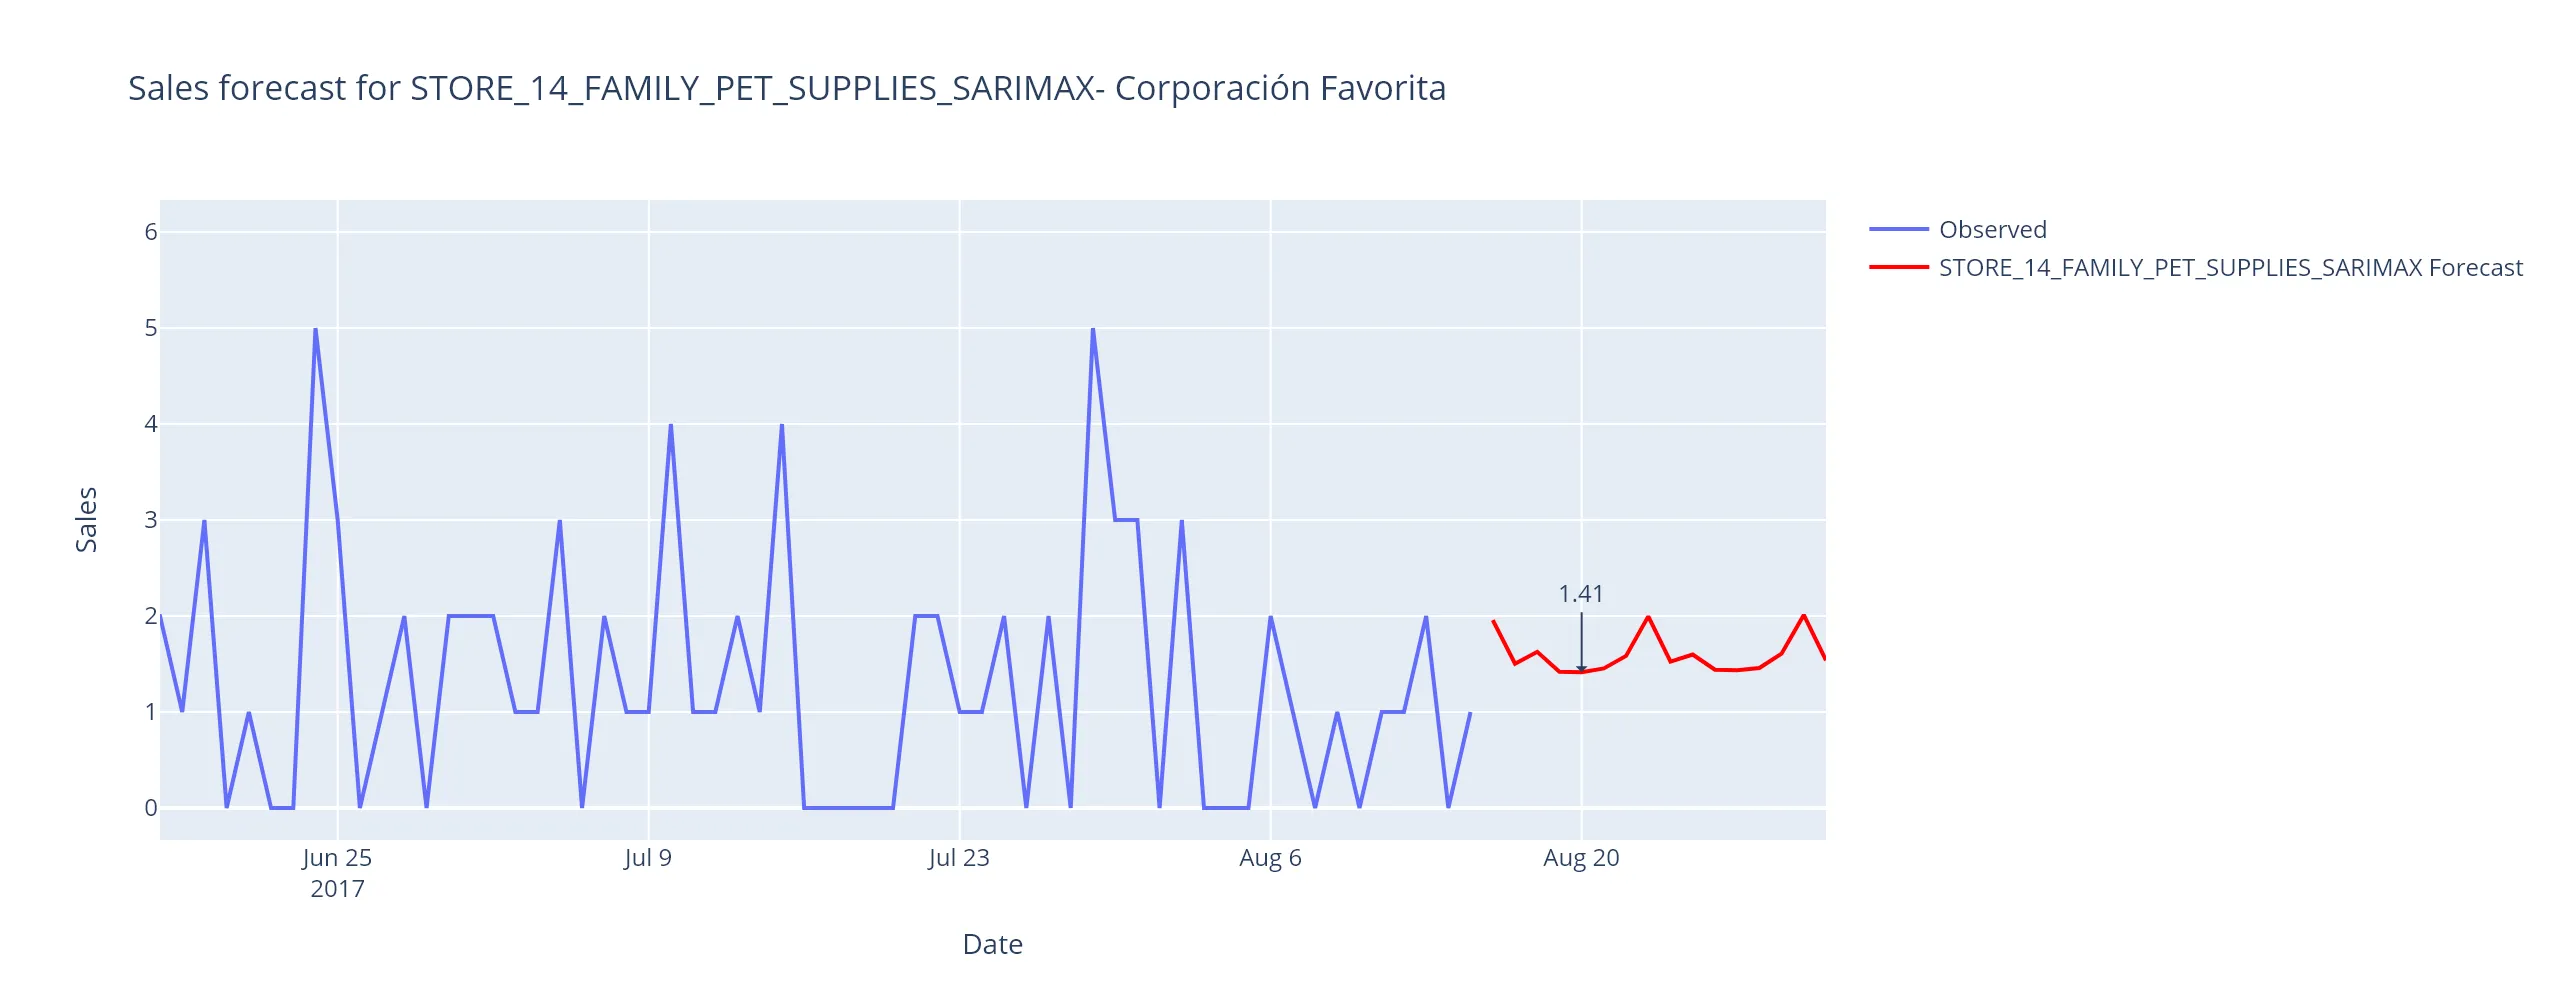 Sales forecast for STORE_14_FAMILY_PET_SUPPLIES_SARIMAX- Corporación Favorita
Observed
STORE_14_FAMILY_PET_SUPPLIES_SARIMAX Forecast
6
5
4
3
2
1
0
Sales
1.41
Jun 25
2017
Jul 9
Jul 23
Aug 6
Aug 20
Date